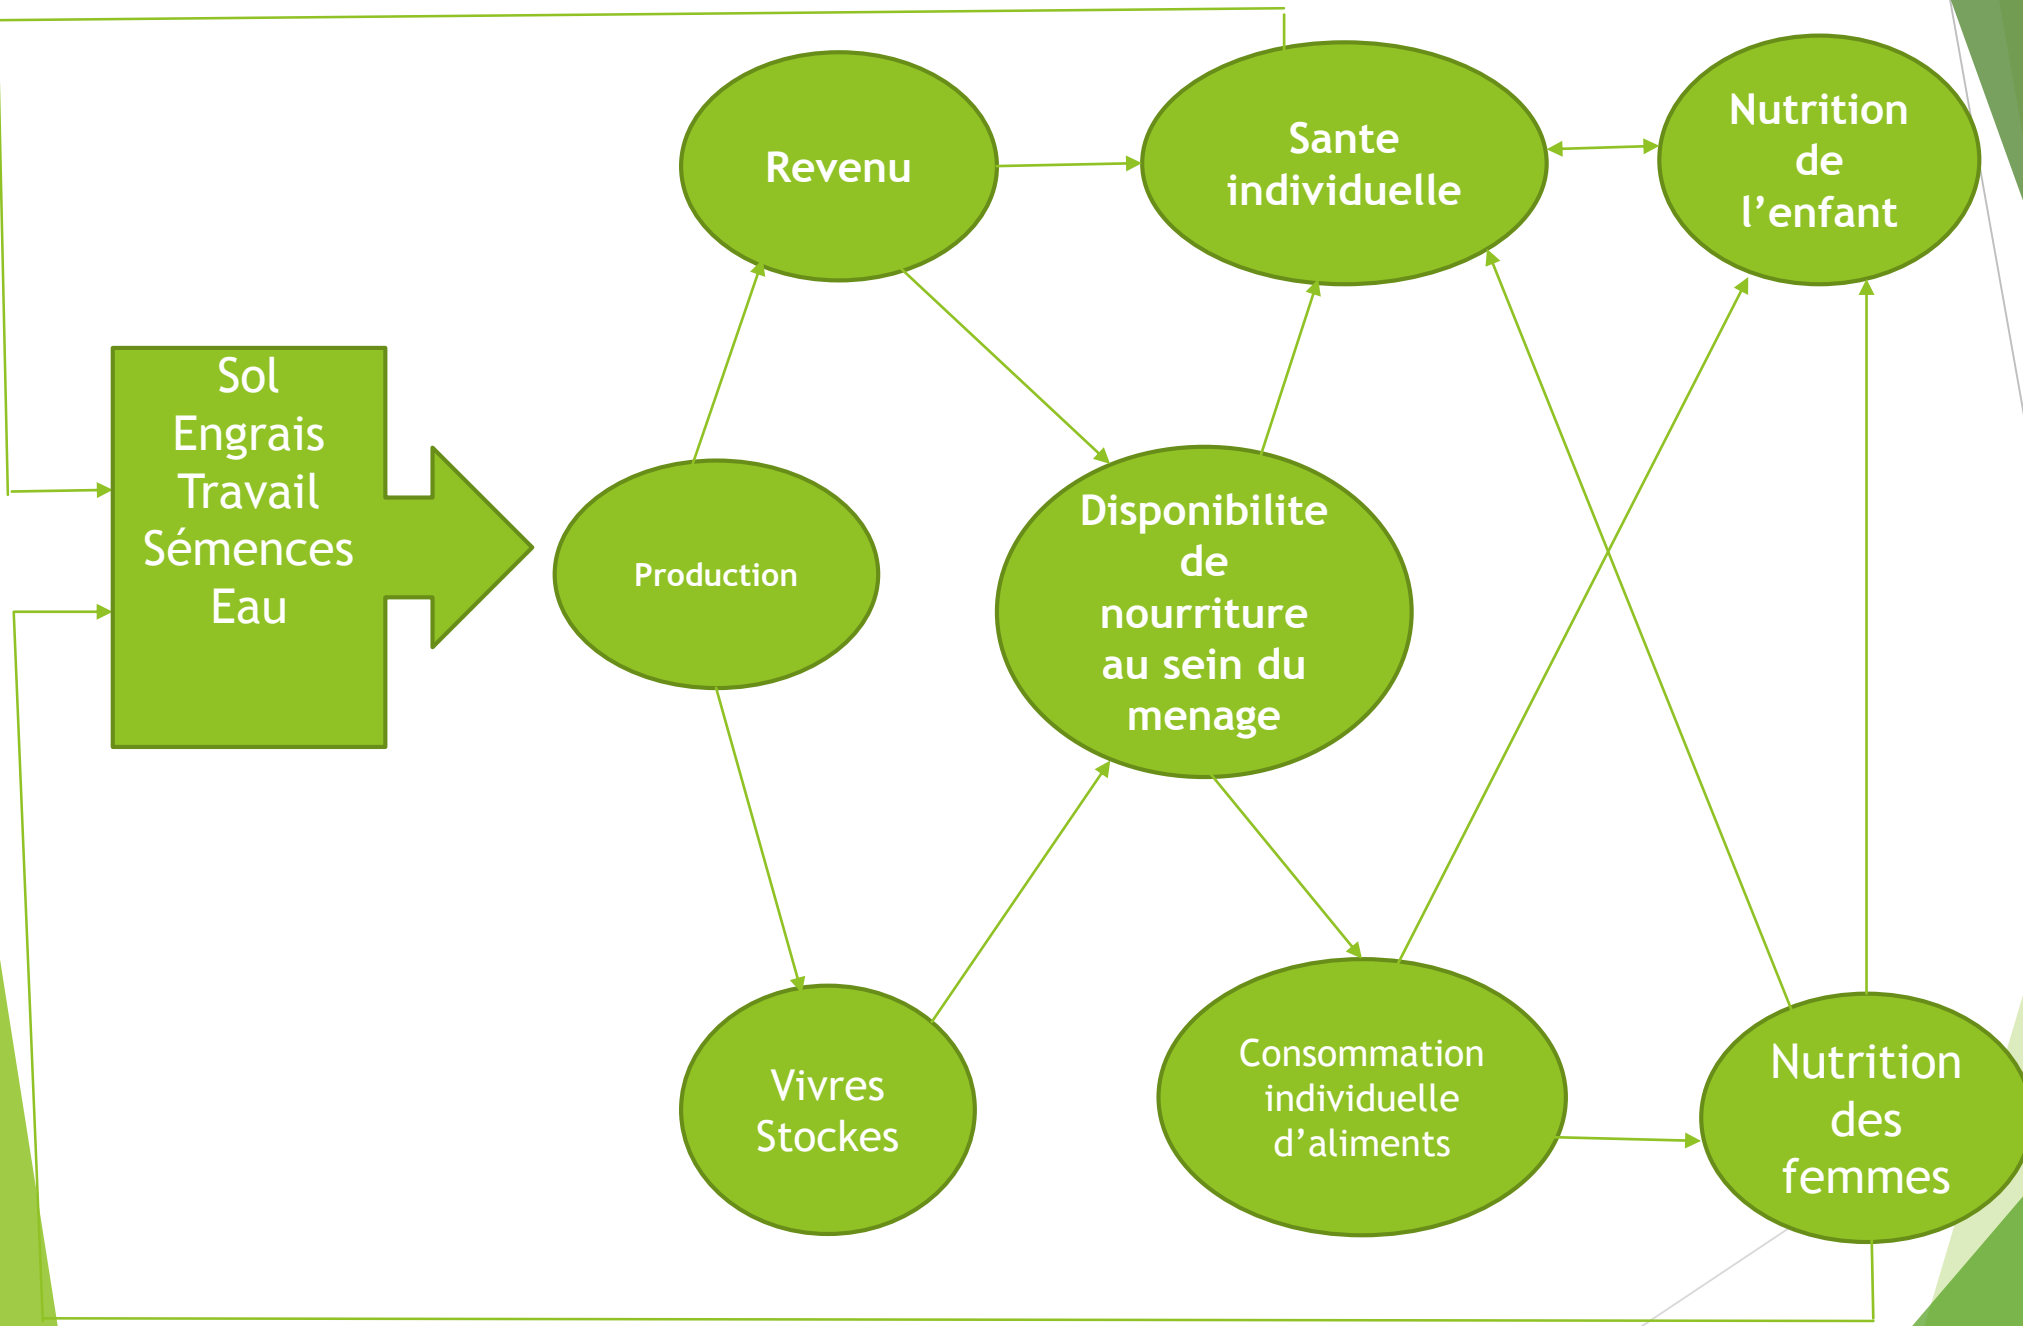 Revenu
Sante
individuelle
Nutrition
de
l’enfant
Sol
Engrais
Travail
Sémences
Eau
Production
Disponibilite
de
nourriture
au sein du
menage
Vivres
Stockes
Consommation
individuelle
d’aliments
Nutrition
des
femmes